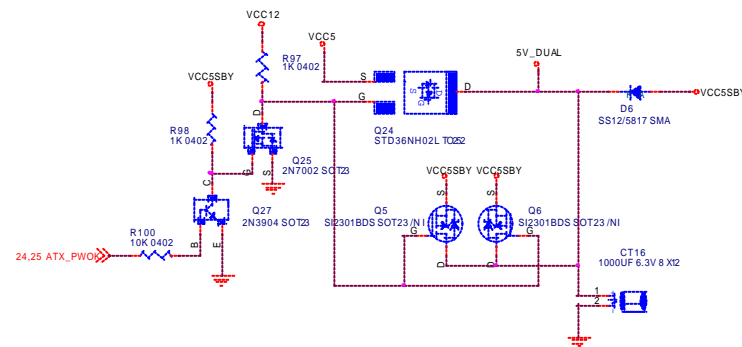 VCC12
VCC5
R97
1K 0402
5V_DUAL
VCC5SBY
S
D
D
S
G
G
VCC5SBY
D6
SS12/5817 SMA
D
R98
1K 0402
Q24
STD36NH02L TO252
Q25
2N7002 SOT23
G
S
VCC5SBY
VCC5SBY
C
S
S
Q27
2N3904 SOT23
Q5
SI2301BDS SOT23 /NI
Q6
SI2301BDS SOT23 /NI
R100
10K 0402
B
E
G
G
CT16
1000UF 6.3V 8 X12
24,25 ATX_PWOK
D
D
1
2